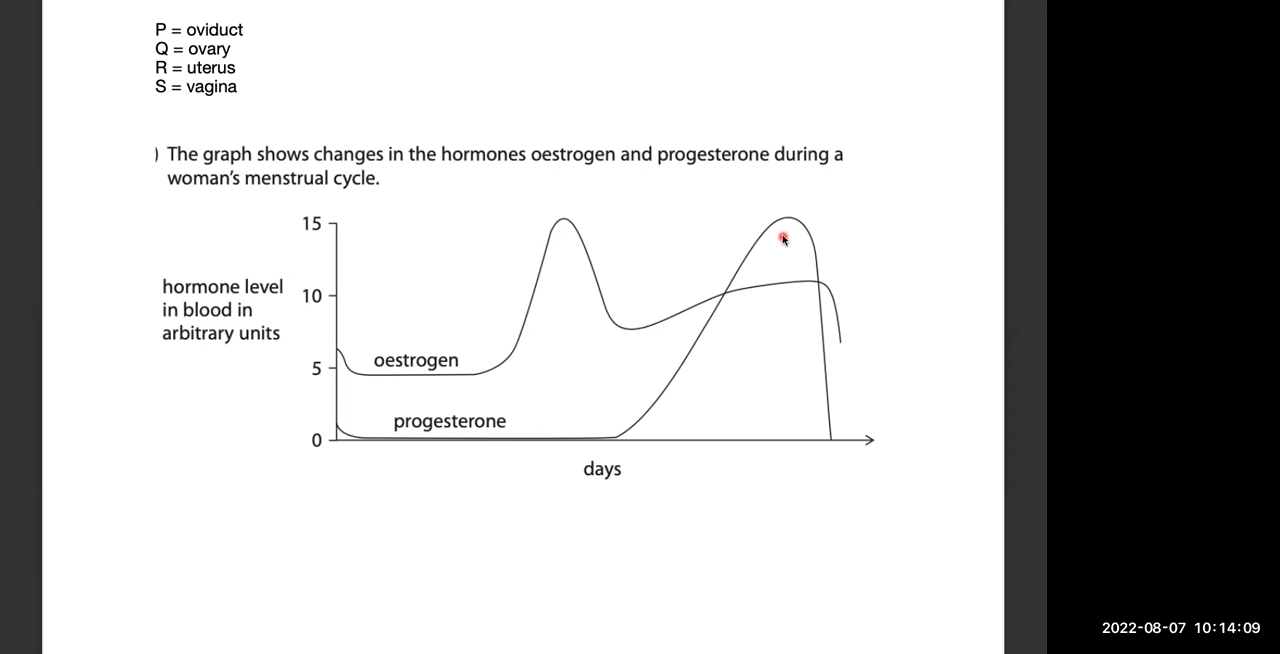 P = oviduct
Q = ovary
R = uterus
S = vagina
) The graph shows changes in the hormones oestrogen and progesterone during a
woman's menstrual cycle.
15
hormone level
in blood in
arbitrary units
10
5
oestrogen
progesterone
0
days
2022-08-07 10:14:09